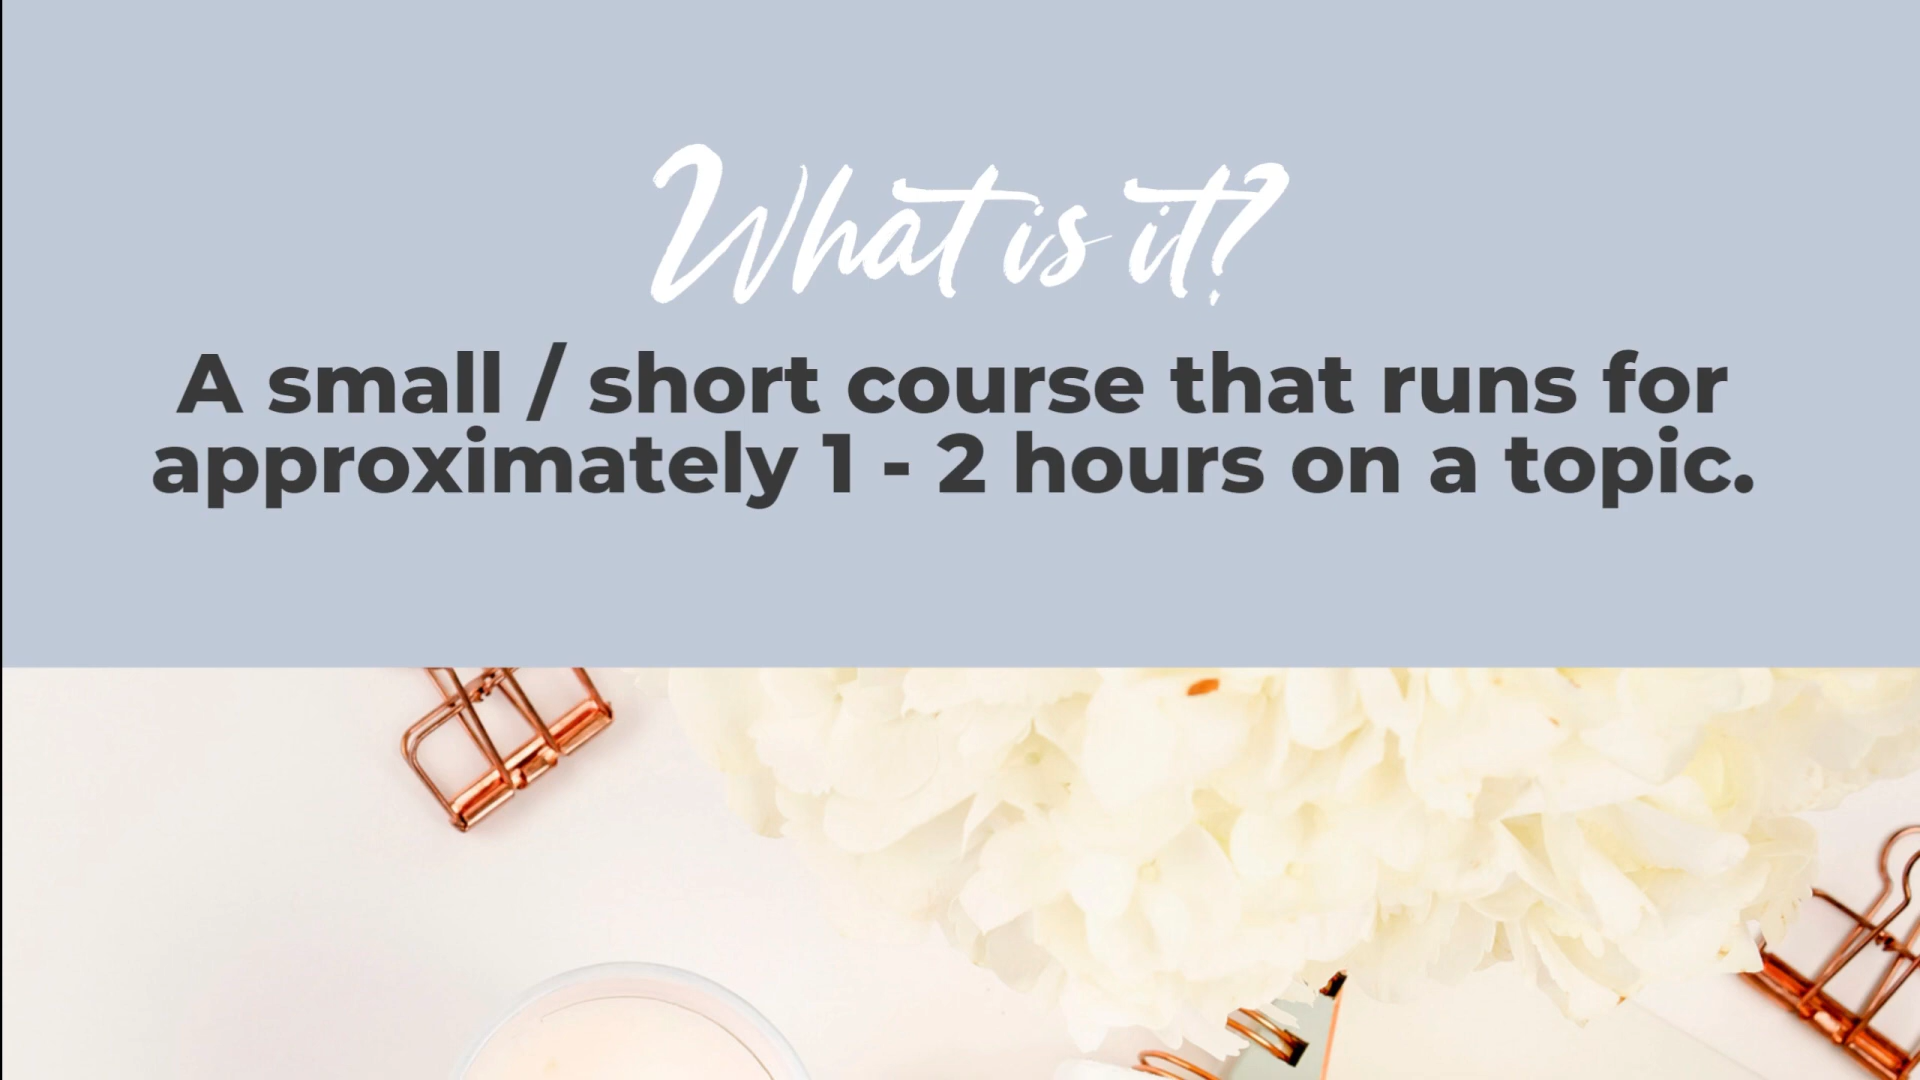 What is it?
A small / short course that runs for
approximately 1 - 2 hours on a topic.